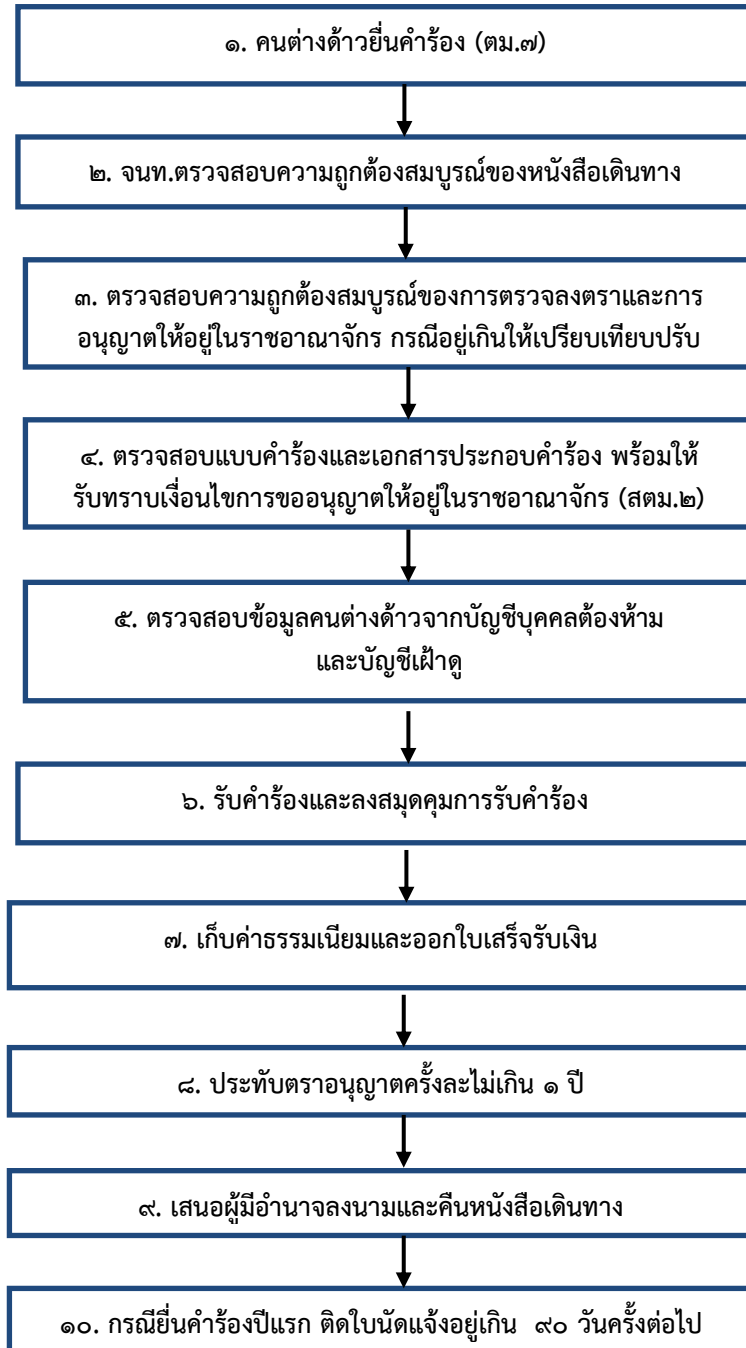 ๑. คนต่างด้าวยื่นคำร้อง (ตม.๗)
๒. จนท.ตรวจสอบความถูกต้องสมบูรณ์ของหนังสือเดินทาง
๓. ตรวจสอบความถูกต้องสมบูรณ์ของการตรวจลงตราและการ
อนุญาตให้อยู่ในราชอาณาจักร กรณีอยู่เกินให้เปรียบเทียบปรับ
๔. ตรวจสอบแบบคำร้องและเอกสารประกอบคำร้อง พร้อมให้
รับทราบเงื่อนไขการขออนุญาตให้อยู่ในราชอาณาจักร (สตม.๒)
๕. ตรวจสอบข้อมูลคนต่างด้าวจากบัญชีบุคคลต้องห้าม
และบัญชีเฝ้าดู
๖. รับคำร้องและลงสมุดคุมการรับคำร้อง
๗. เก็บค่าธรรมเนียมและออกใบเสร็จรับเงิน
๘. ประทับตราอนุญาตครั้งละไม่เกิน ๑ ปี
๙. เสนอผู้มีอำนาจลงนามและคืนหนังสือเดินทาง
๑๐. กรณียื่นคำร้องปีแรก ติดใบนัดแจ้งอยู่เกิน ๙๐ วันครั้งต่อไป